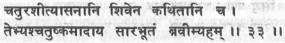 चतुरशीत्यासनानि शिवेन कथितानि च ।
तेभ्यश्चतुष्कमादाय सारभूतं ब्रवीम्यहम् ।। ३३ ।।